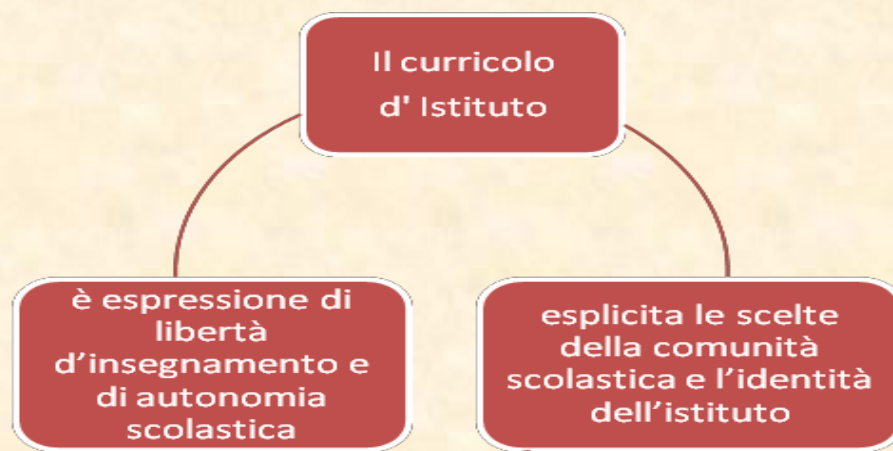 Il curricolo
d' Istituto
è espressione di
libertà
d’insegnamento e
di autonomia
scolastica
esplicita le scelte
della comunità
scolastica e l’identità
dell’istituto